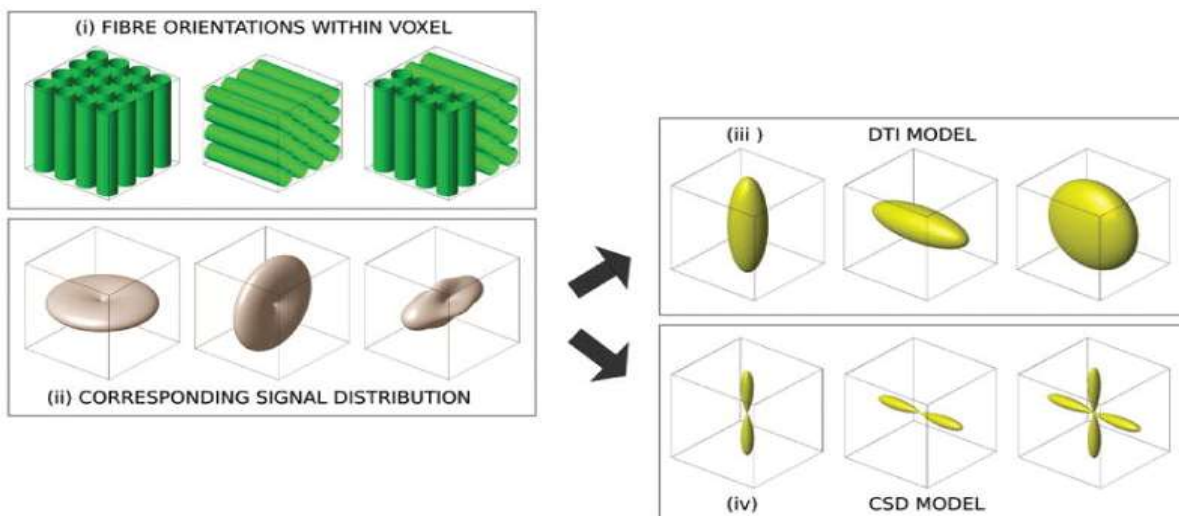 (i) FIBRE ORIENTATIONS WITHIN VOXEL
(ii) CORRESPONDING SIGNAL DISTRIBUTION
(iii ) DTI MODEL
(iv) CSD MODEL